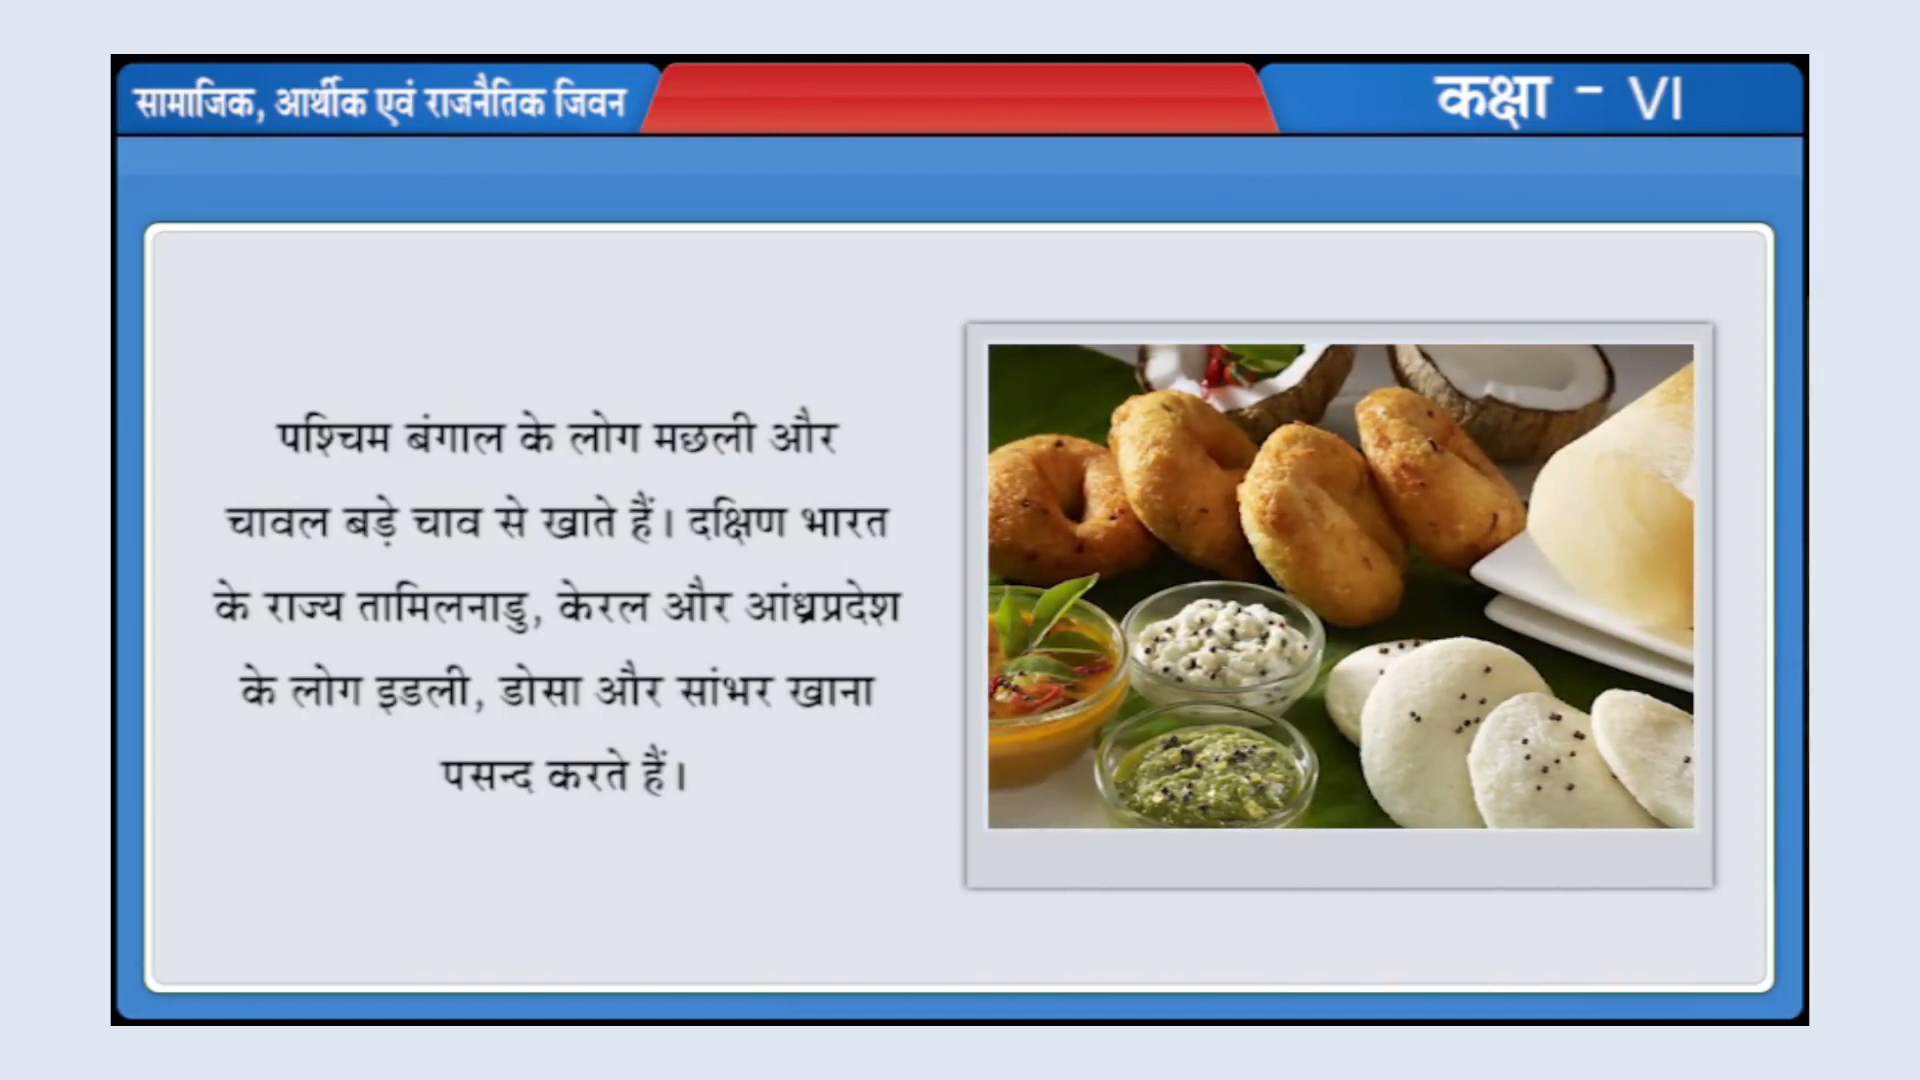 सामाजिक, आर्थीक एवं राजनैतिक जिवन
कक्षा - VI
पश्चिम बंगाल के लोग मछली और
चावल बड़े चाव से खाते हैं। दक्षिण भारत
के राज्य तामिलनाडु, केरल और आंध्रप्रदेश
के लोग इडली, डोसा और सांभर खाना
पसन्द करते हैं।